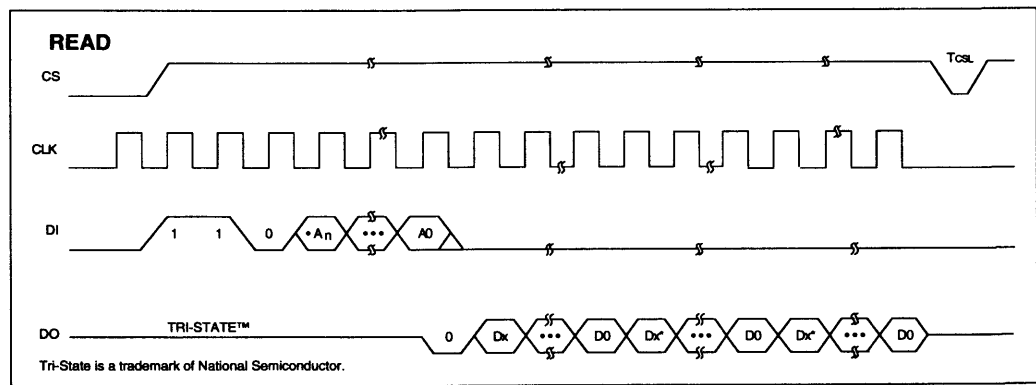 READ
CS
TCSL
CLK
DI
1 1 0 •An ••• A0
DO
TRI-STATE™
0 Dx ••• D0 Dx* ••• D0 Dx* ••• D0
Tri-State is a trademark of National Semiconductor.